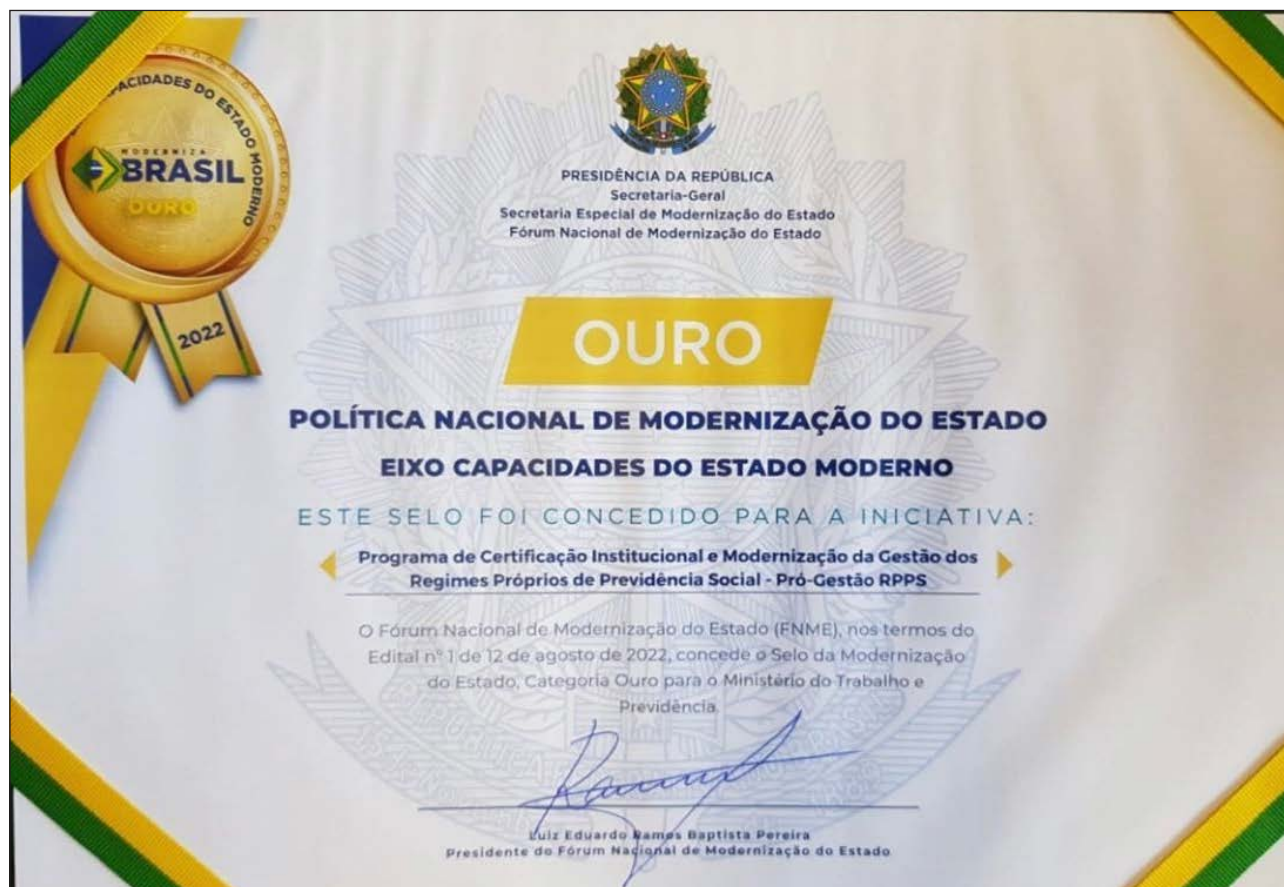 CAPACIDADES DO ESTADO MODERNO
MODERNIZA
BRASIL
OURO
2022
PRESIDÊNCIA DA REPÚBLICA
Secretaria-Geral
Secretaria Especial de Modernização do Estado
Fórum Nacional de Modernização do Estado
OURO
POLÍTICA NACIONAL DE MODERNIZAÇÃO DO ESTADO
EIXO CAPACIDADES DO ESTADO MODERNO
ESTE SELO FOI CONCEDIDO PARA A INICIATIVA:
Programa de Certificação Institucional e Modernização da Gestão dos
Regimes Próprios de Previdência Social - Pró-Gestão RPPS
O Fórum Nacional de Modernização do Estado (FNME), nos termos do
Edital nº 1 de 12 de agosto de 2022, concede o Selo da Modernização
do Estado, Categoria Ouro para o Ministério do Trabalho e
Previdência.
Luiz Eduardo Ramos Baptista Pereira
Presidente do Fórum Nacional de Modernização do Estado